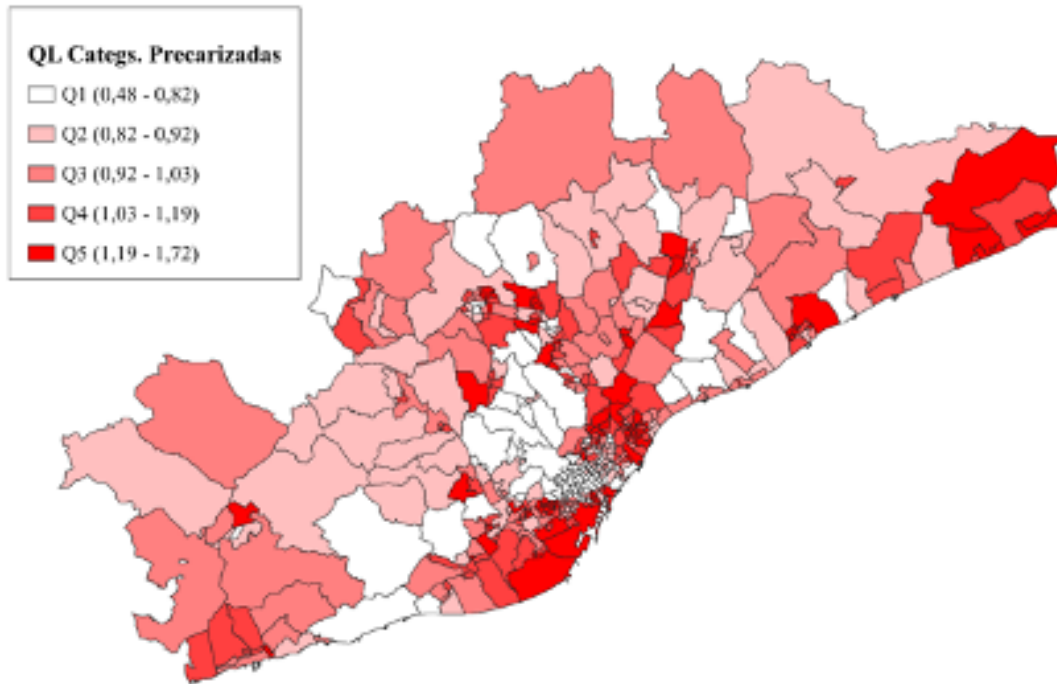 QL Categs. Precarizadas
Q1 (0,48 - 0,82)
Q2 (0,82 - 0,92)
Q3 (0,92 - 1,03)
Q4 (1,03 - 1,19)
Q5 (1,19 - 1,72)